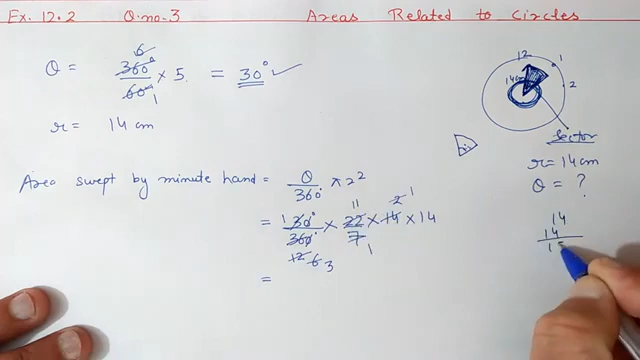 Ex. 12.2 Q.no.3 Areas Related to Circles
θ = 360°/60 × 5 = 30° ✓
6
1
r = 14 cm
Area swept by minute hand = θ/360° × r²
= 30°/360° × 22/7 × 14 × 14
1 11 2 1
12 6 3 1
=
12
1
2
14cm
Sector
r = 14 cm
θ = ?
14
14